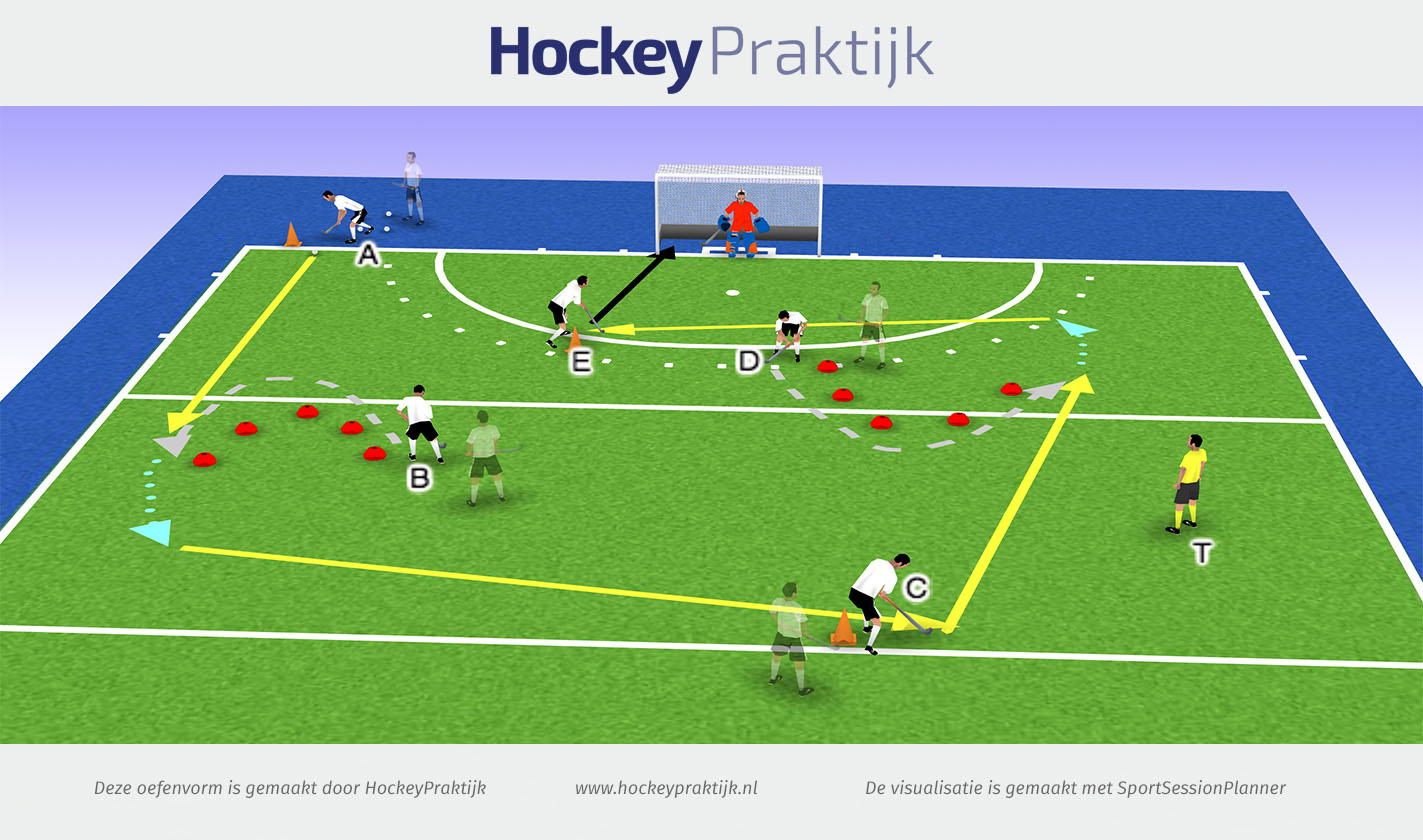 HockeyPraktijk
A
E
D
B
T
C
Deze oefenvorm is gemaakt door HockeyPraktijk
www.hockeypraktijk.nl
De visualisatie is gemaakt met SportSessionPlanner